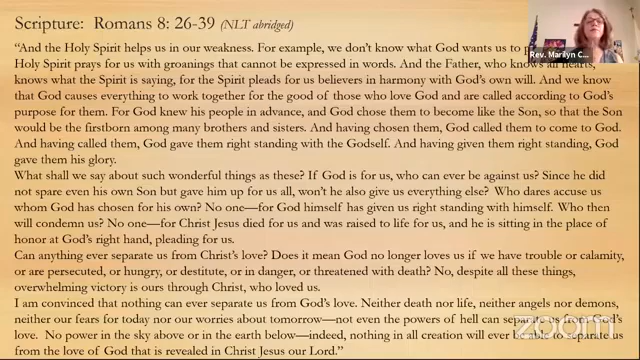 Scripture: Romans 8: 26-39 (NLT abridged)
“And the Holy Spirit helps us in our weakness. For example, we don’t know what God wants us to
Rev. Marilyn C...
Holy Spirit prays for us with groanings that cannot be expressed in words. And the Father, who knows all hearts,
knows what the Spirit is saying, for the Spirit pleads for us believers in harmony with God’s own will. And we know
that God causes everything to work together for the good of those who love God and are called according to God’s
purpose for them. For God knew his people in advance, and God chose them to become like the Son, so that the Son
would be the firstborn among many brothers and sisters. And having chosen them, God called them to come to God.
And having called them, God gave them right standing with the Godself. And having given them right standing, God
gave them his glory.
What shall we say about such wonderful things as these? If God is for us, who can ever be against us? Since he did
not spare even his own Son but gave him up for us all, won’t he also give us everything else? Who dares accuse us
whom God has chosen for his own? No one—for God himself has given us right standing with himself. Who then
will condemn us? No one—for Christ Jesus died for us and was raised to life for us, and he is sitting in the place of
honor at God’s right hand, pleading for us.
Can anything ever separate us from Christ’s love? Does it mean God no longer loves us if we have trouble or calamity,
or are persecuted, or hungry, or destitute, or in danger, or threatened with death? No, despite all these things,
overwhelming victory is ours through Christ, who loved us.
I am convinced that nothing can ever separate us from God’s love. Neither death nor life, neither angels nor demons,
neither our fears for today nor our worries about tomorrow—not even the powers of hell can separate us from God’s
love. No power in the sky above or in the earth below—indeed, nothing in all creation will ever be able to separate us
from the love of God that is revealed in Christ Jesus our Lord.”
zoom